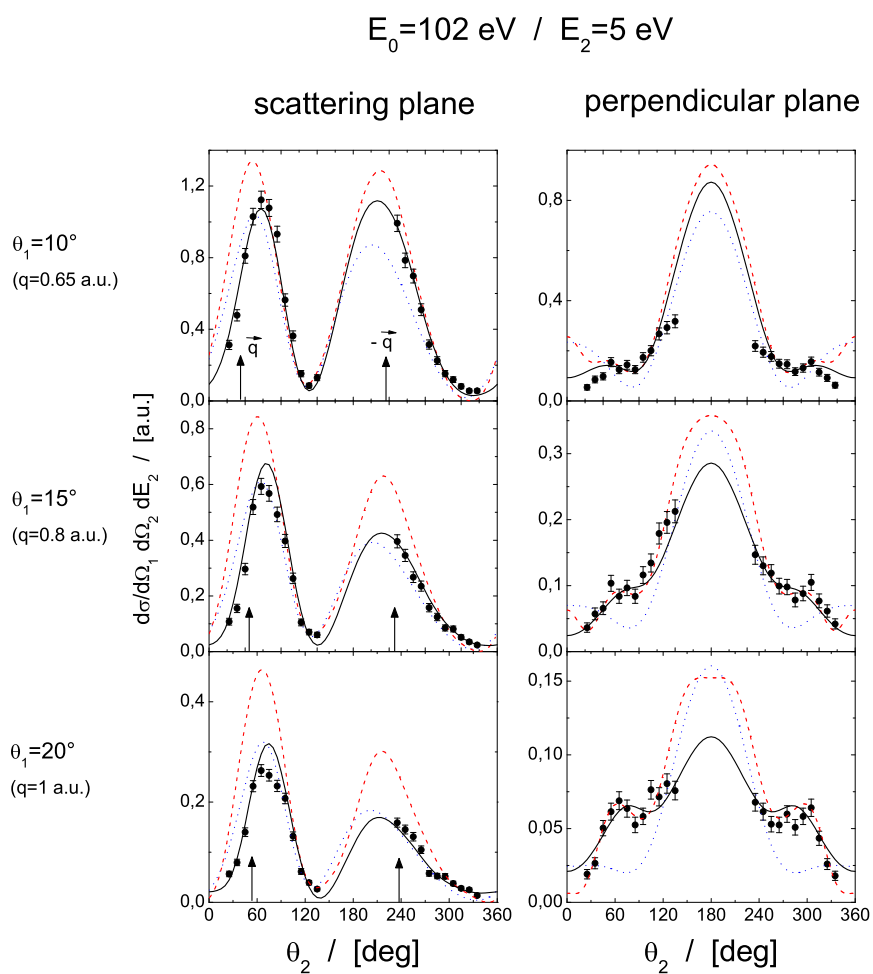 E₀=102 eV / E₂=5 eV
scattering plane
perpendicular plane
dσ/dΩ₁ dΩ₂ dE₂ / [a.u.]
θ₁=10°
(q=0.65 a.u.)
1,2
0,8
0,4
0,0
q
- q
0,8
0,4
0,0
θ₁=15°
(q=0.8 a.u.)
0,8
0,6
0,4
0,2
0,0
0,3
0,2
0,1
0,0
θ₁=20°
(q=1 a.u.)
0,4
0,2
0,0
0,15
0,10
0,05
0,00
0 60 120 180 240 300 360
0 60 120 180 240 300 360
θ₂ / [deg]
θ₂ / [deg]